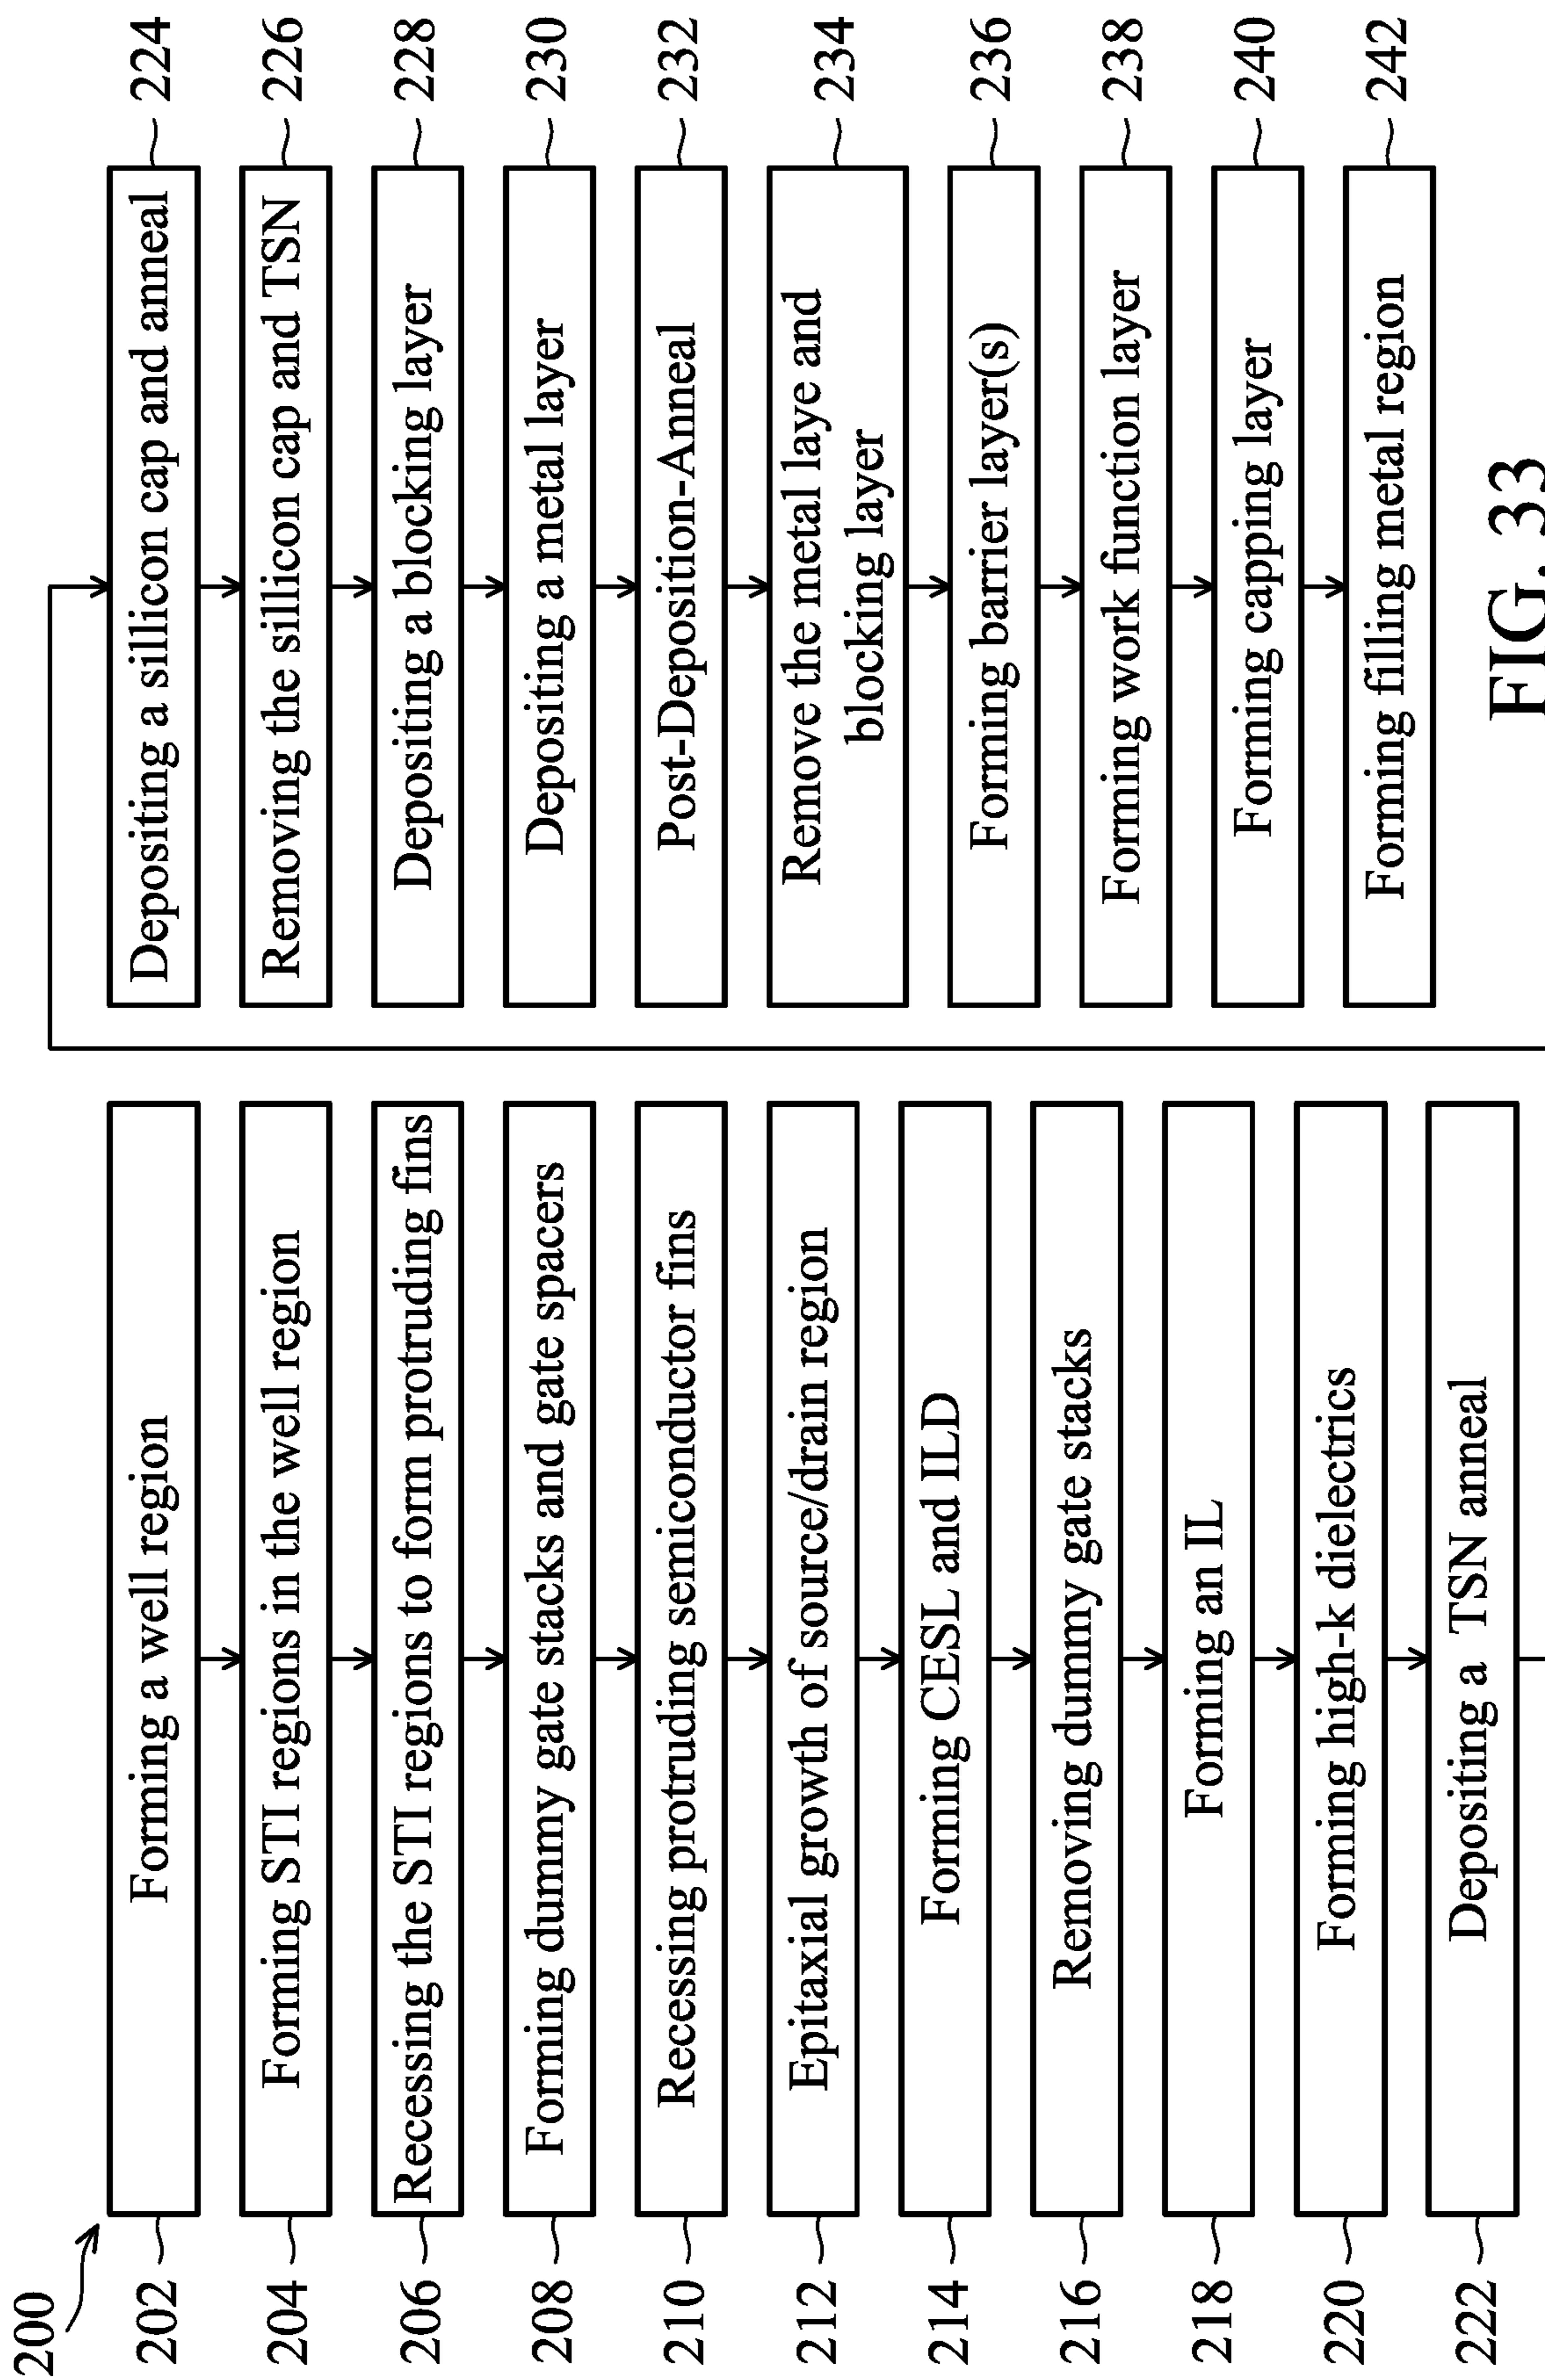 200
202
Forming a well region
204
Forming STI regions in the well region
206
Recessing the STI regions to form protruding fins
208
Forming dummy gate stacks and gate spacers
210
Recessing protruding semiconductor fins
212
Epitaxial growth of source/drain region
214
Forming CESL and ILD
216
Removing dummy gate stacks
218
Forming an IL
220
Forming high-k dielectrics
222
Depositing a TSN anneal
Depositing a sillicon cap and anneal
224
Removing the sillicon cap and TSN
226
Depositing a blocking layer
228
Depositing a metal layer
230
Post-Deposition-Anneal
232
Remove the metal laye and
blocking layer
234
Forming barrier layer(s)
236
Forming work function layer
238
Forming capping layer
240
Forming filling metal region
242
FIG. 33